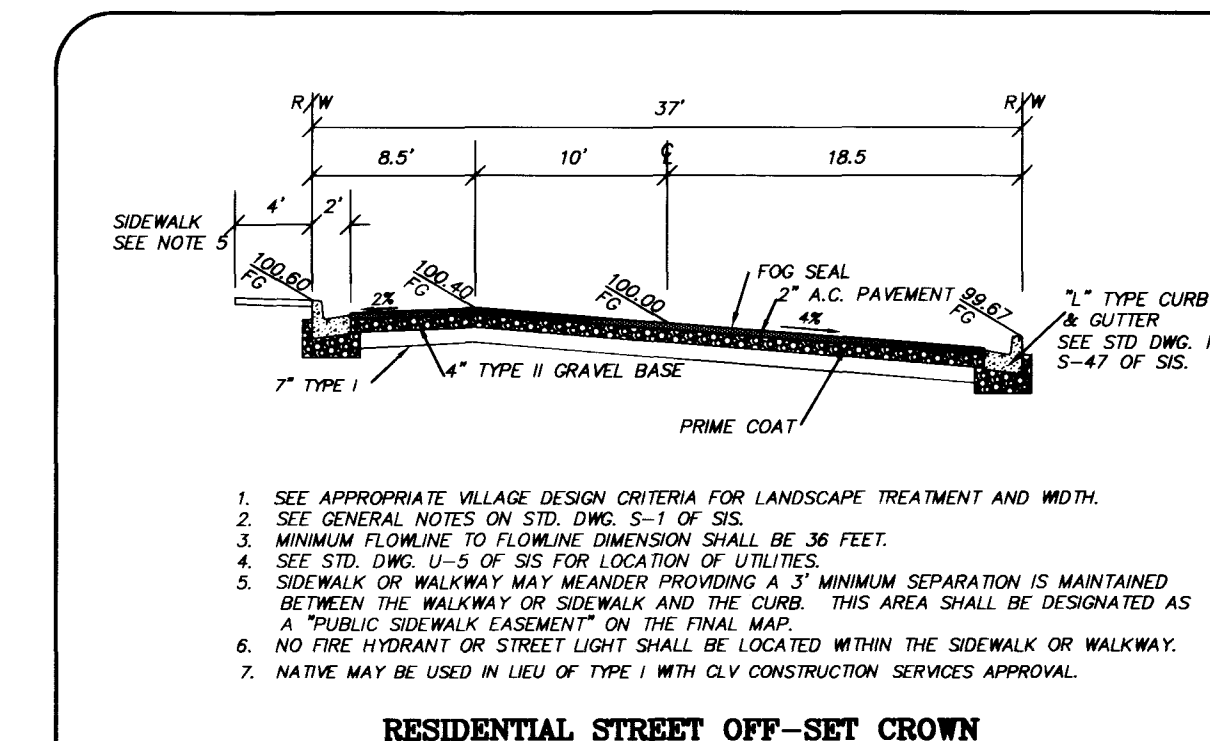 R/W
37'
R/W
8.5'
10'
℄
18.5
4'
2'
SIDEWALK
SEE NOTE 5
100.60
FG
2%
100.40
FG
100.00
FG
FOG SEAL
2" A.C. PAVEMENT
4%
99.67
FG
"L" TYPE CURB
& GUTTER
SEE STD DWG.
S-47 OF SIS.
7" TYPE I
4" TYPE II GRAVEL BASE
PRIME COAT
1. SEE APPROPRIATE VILLAGE DESIGN CRITERIA FOR LANDSCAPE TREATMENT AND WIDTH.
2. SEE GENERAL NOTES ON STD. DWG. S-1 OF SIS.
3. MINIMUM FLOWLINE TO FLOWLINE DIMENSION SHALL BE 36 FEET.
4. SEE STD. DWG. U-5 OF SIS FOR LOCATION OF UTILITIES.
5. SIDEWALK OR WALKWAY MAY MEANDER PROVIDING A 3' MINIMUM SEPARATION IS MAINTAINED
BETWEEN THE WALKWAY OR SIDEWALK AND THE CURB. THIS AREA SHALL BE DESIGNATED AS
A "PUBLIC SIDEWALK EASEMENT" ON THE FINAL MAP.
6. NO FIRE HYDRANT OR STREET LIGHT SHALL BE LOCATED WITHIN THE SIDEWALK OR WALKWAY.
7. NATIVE MAY BE USED IN LIEU OF TYPE I WITH CLV CONSTRUCTION SERVICES APPROVAL.
RESIDENTIAL STREET OFF-SET CROWN